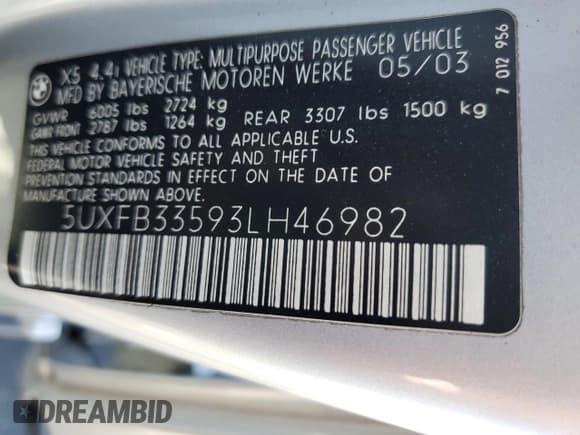 BMW
X5 4.4i VEHICLE TYPE: MULTIPURPOSE PASSENGER VEHICLE
MFD BY BAYERISCHE MOTOREN WERKE 05/03
GVWR 6005 lbs 2724 kg
GAWR FRONT 2787 lbs 1264 kg REAR 3307 lbs 1500 kg
THIS VEHICLE CONFORMS TO ALL APPLICABLE U.S.
FEDERAL MOTOR VEHICLE SAFETY AND THEFT
PREVENTION STANDARDS IN EFFECT ON THE DATE OF
MANUFACTURE SHOWN ABOVE.
5UXFB33593LH46982
7 012 956
DREAMBID